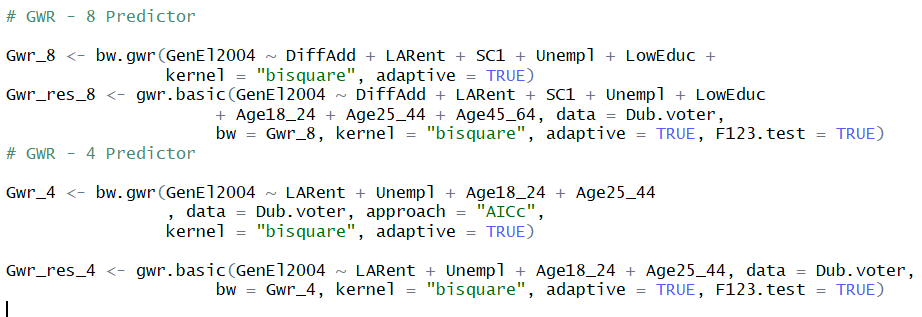 # GWR - 8 Predictor
Gwr_8 <- bw.gwr(GenEl2004 ~ DiffAdd + LARent + SC1 + Unempl + LowEduc +
kernel = "bisquare", adaptive = TRUE)
Gwr_res_8 <- gwr.basic(GenEl2004 ~ DiffAdd + LARent + SC1 + Unempl + LowEduc
+ Age18_24 + Age25_44 + Age45_64, data = Dub.voter,
bw = Gwr_8, kernel = "bisquare", adaptive = TRUE, F123.test = TRUE)
# GWR - 4 Predictor
Gwr_4 <- bw.gwr(GenEl2004 ~ LARent + Unempl + Age18_24 + Age25_44
, data = Dub.voter, approach = "AICc",
kernel = "bisquare", adaptive = TRUE)
Gwr_res_4 <- gwr.basic(GenEl2004 ~ LARent + Unempl + Age18_24 + Age25_44, data = Dub.voter,
bw = Gwr_4, kernel = "bisquare", adaptive = TRUE, F123.test = TRUE)